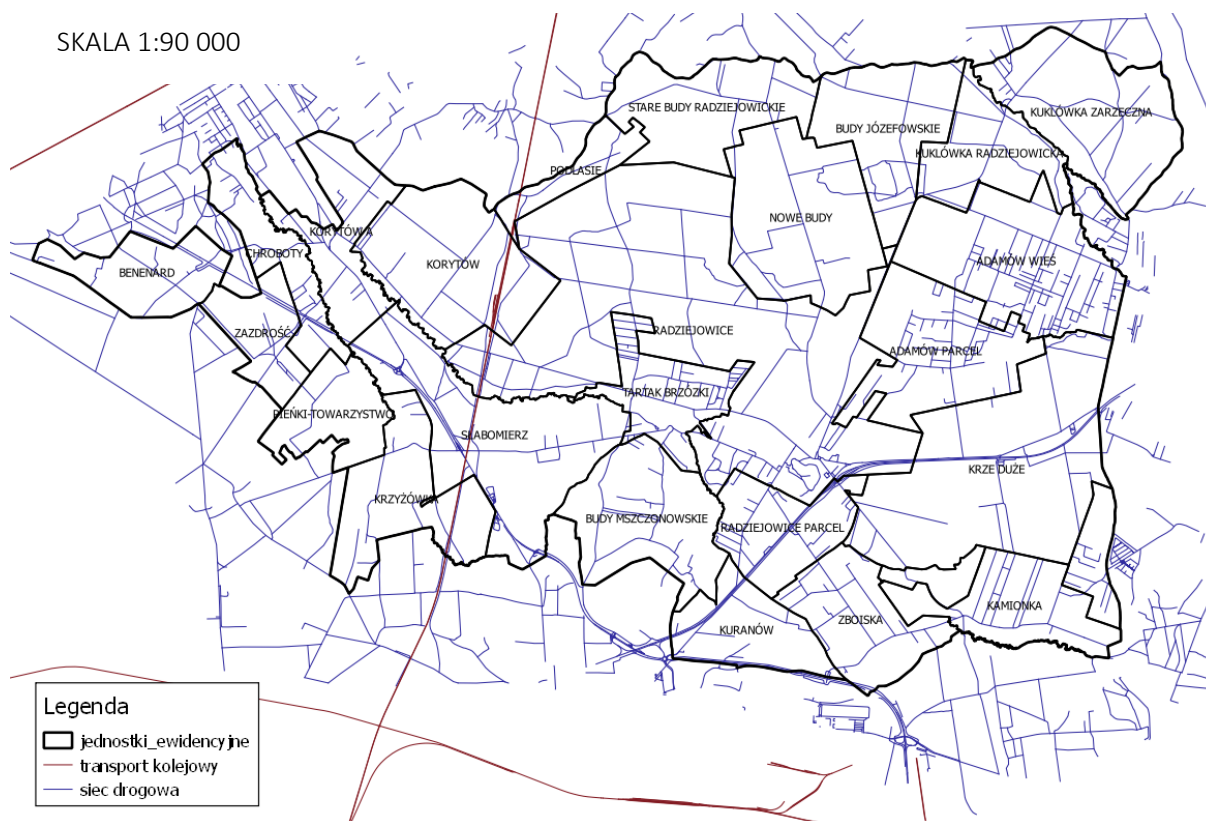 SKALA 1:90 000
STARE BUDY RADZIEJOWICKIE
KUKLÓWKA ZARZECZNA
BUDY JÓZEFOWSKIE
KUKLÓWKA RADZIEJOWICKA
PODLASIE
NOWE BUDY
KORYTÓW A
CHROBOTY
KORYTÓW
BENENARD
ADAMÓW WIEŚ
ZAZDROŚĆ
RADZIEJOWICE
ADAMÓW PARCEL
TARTAK BRZÓZKI
PIEŃKI-TOWARZYSTWO
SŁABOMIERZ
KRZE DUŻE
KRZYŻÓWKA
BUDY MSZCZONOWSKIE
RADZIEJOWICE PARCEL
KAMIONKA
ZBOISKA
KURANÓW
Legenda
jednostki_ewidencyjne
transport kolejowy
siec drogowa